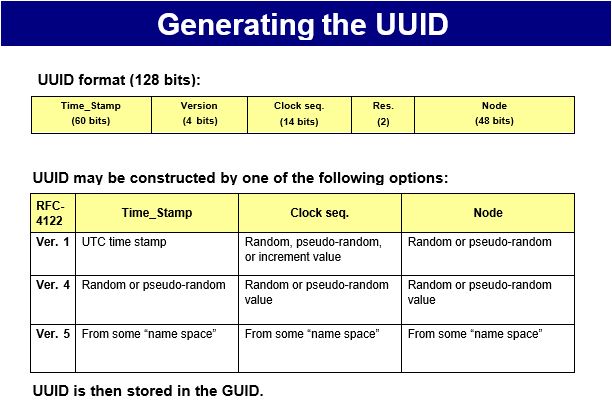 Generating the UUID
UUID format (128 bits):
Time_Stamp Version Clock seq. Res. Node
(60 bits) (4 bits) (14 bits) (2) (48 bits)
UUID may be constructed by one of the following options:
RFC-
4122 Time_Stamp Clock seq. Node
Ver. 1 UTC time stamp Random, pseudo-random, Random or pseudo-random
or increment value
Ver. 4 Random or pseudo-random Random or pseudo-random Random or pseudo-random
value value
Ver. 5 From some “name space” From some “name space” From some “name space”
UUID is then stored in the GUID.